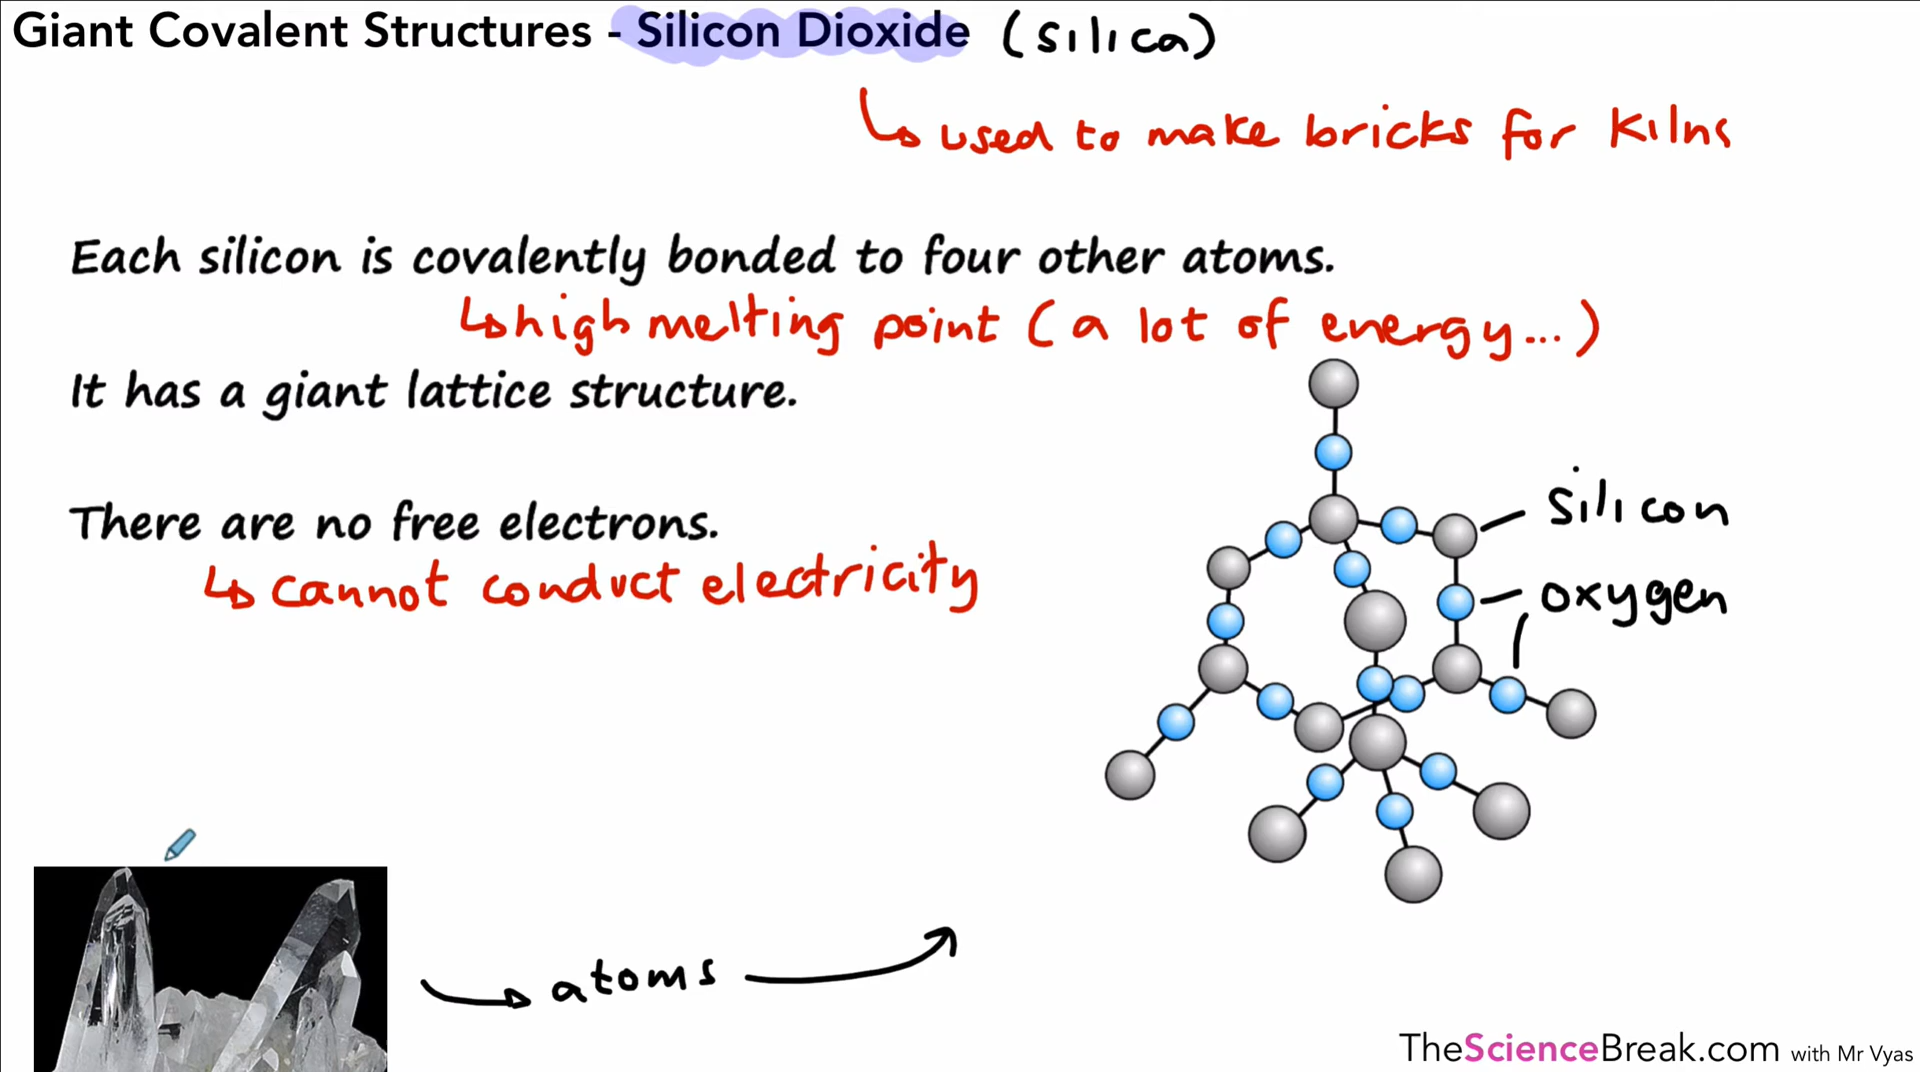 Giant Covalent Structures - Silicon Dioxide (silica)
used to make bricks for kilns
Each silicon is covalently bonded to four other atoms.
high melting point (a lot of energy...)
It has a giant lattice structure.
There are no free electrons.
cannot conduct electricity
silicon
oxygen
atoms
TheScienceBreak.com with Mr Vyas